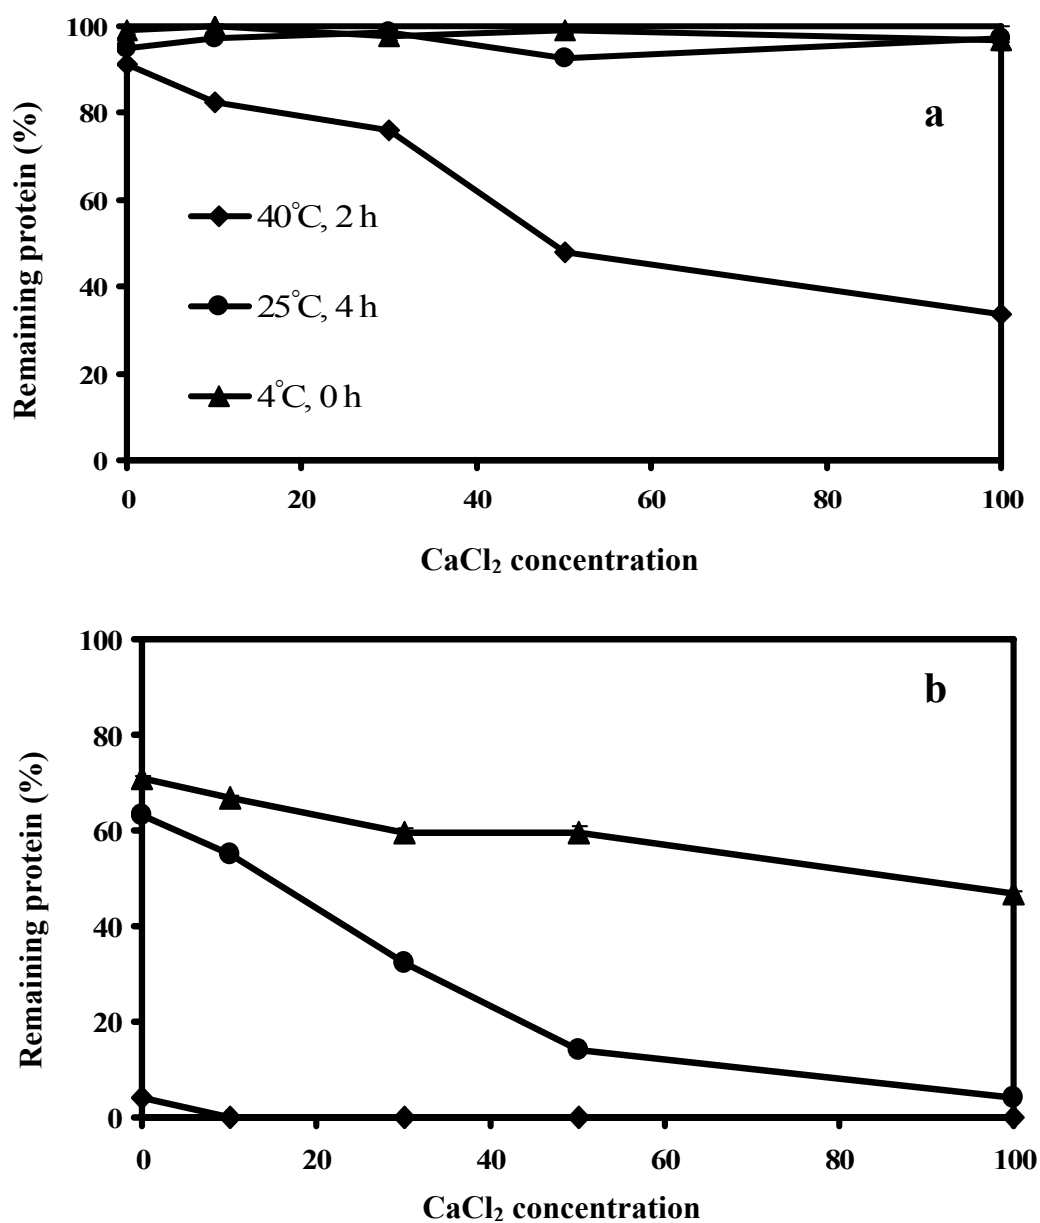 100
80
60
40
20
0
Remaining protein (%)
a
40°C, 2 h
25°C, 4 h
4°C, 0 h
0 20 40 60 80 100
CaCl₂ concentration
100
80
60
40
20
0
Remaining protein (%)
b
0 20 40 60 80 100
CaCl₂ concentration